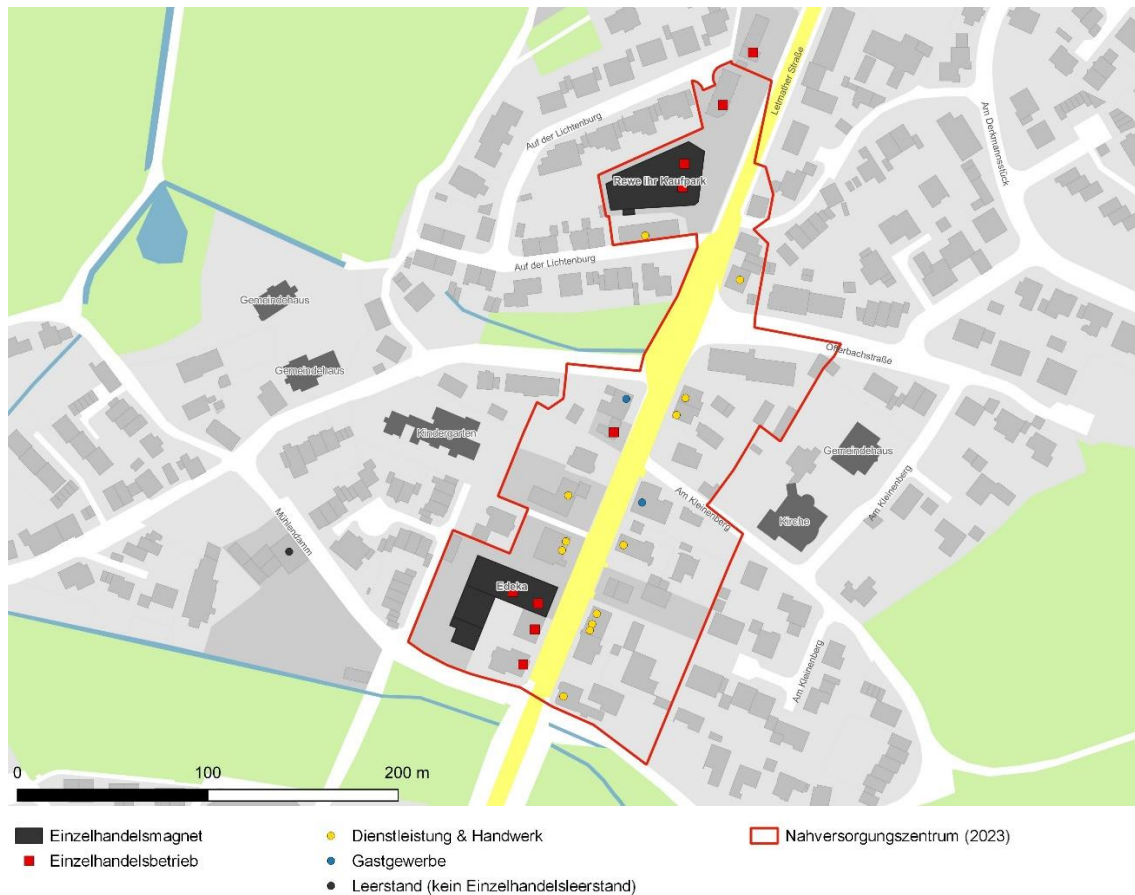 Letmather Straße
Auf der Lichtenburg
Am Derkmannsstück
Rewe Ihr Kaufpark
Auf der Lichtenburg
Gemeindehaus
Offerbachstraße
Gemeindehaus
Kindergarten
Gemeindehaus
Am Kleinenberg
Am Kleinenberg
Kirche
Mühlendamm
Edeka
Am Kleinenberg
0 100 200 m
Einzelhandelsmagnet
Einzelhandelsbetrieb
Dienstleistung & Handwerk
Gastgewerbe
Leerstand (kein Einzelhandelsleerstand)
Nahversorgungszentrum (2023)